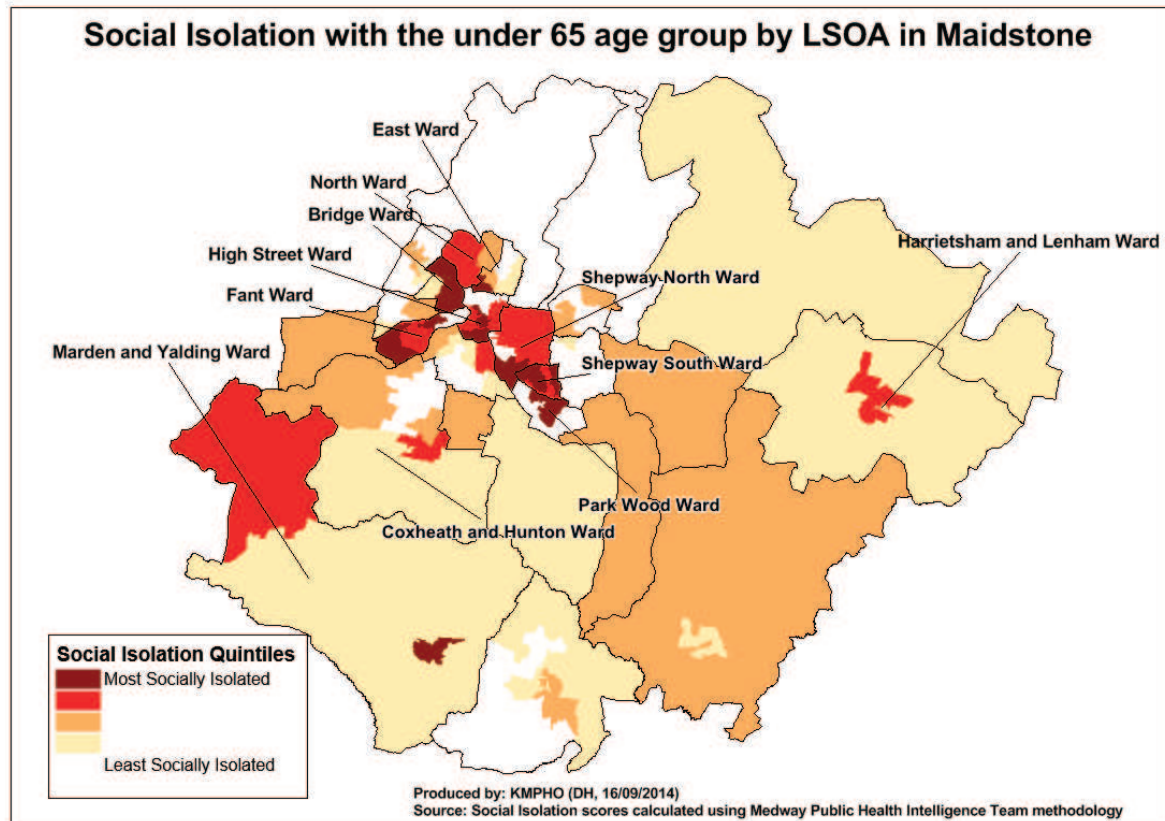 Social Isolation with the under 65 age group by LSOA in Maidstone
East Ward
North Ward
Bridge Ward
High Street Ward
Harrietsham and Lenham Ward
Shepway North Ward
Fant Ward
Marden and Yalding Ward
Shepway South Ward
Park Wood Ward
Coxheath and Hunton Ward
Social Isolation Quintiles
Most Socially Isolated
Least Socially Isolated
Produced by: KMPHO (DH, 16/09/2014)
Source: Social Isolation scores calculated using Medway Public Health Intelligence Team methodology